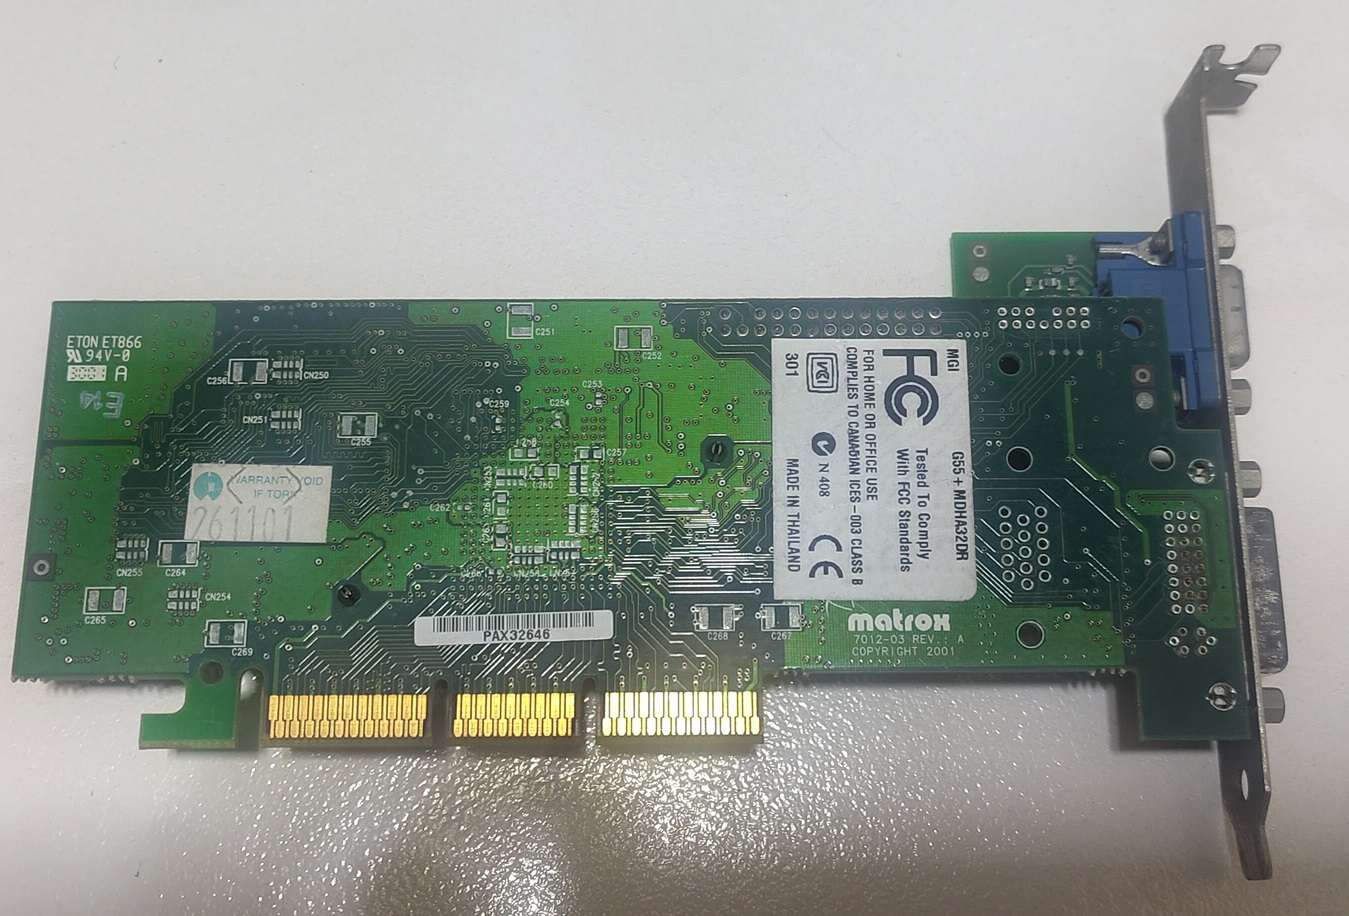 ETON ET866
94V-0
A
E14
C256
CN250
CN251
C255
C251
C252
C253
C254
C259
C257
C260
C262
WARRANTY VOID
IF TORN
261101
CN255
C264
C265
CN254
C269
PAX32646
C268
C267
MGI
G55+MDHA32DR
FC
Tested To Comply
With FCC Standards
FOR HOME OR OFFICE USE
COMPLIES TO CANADIAN ICES-003 CLASS B
301
N 408
MADE IN THAILAND
CE
matrox
7012-03 REV.: A
COPYRIGHT 2001